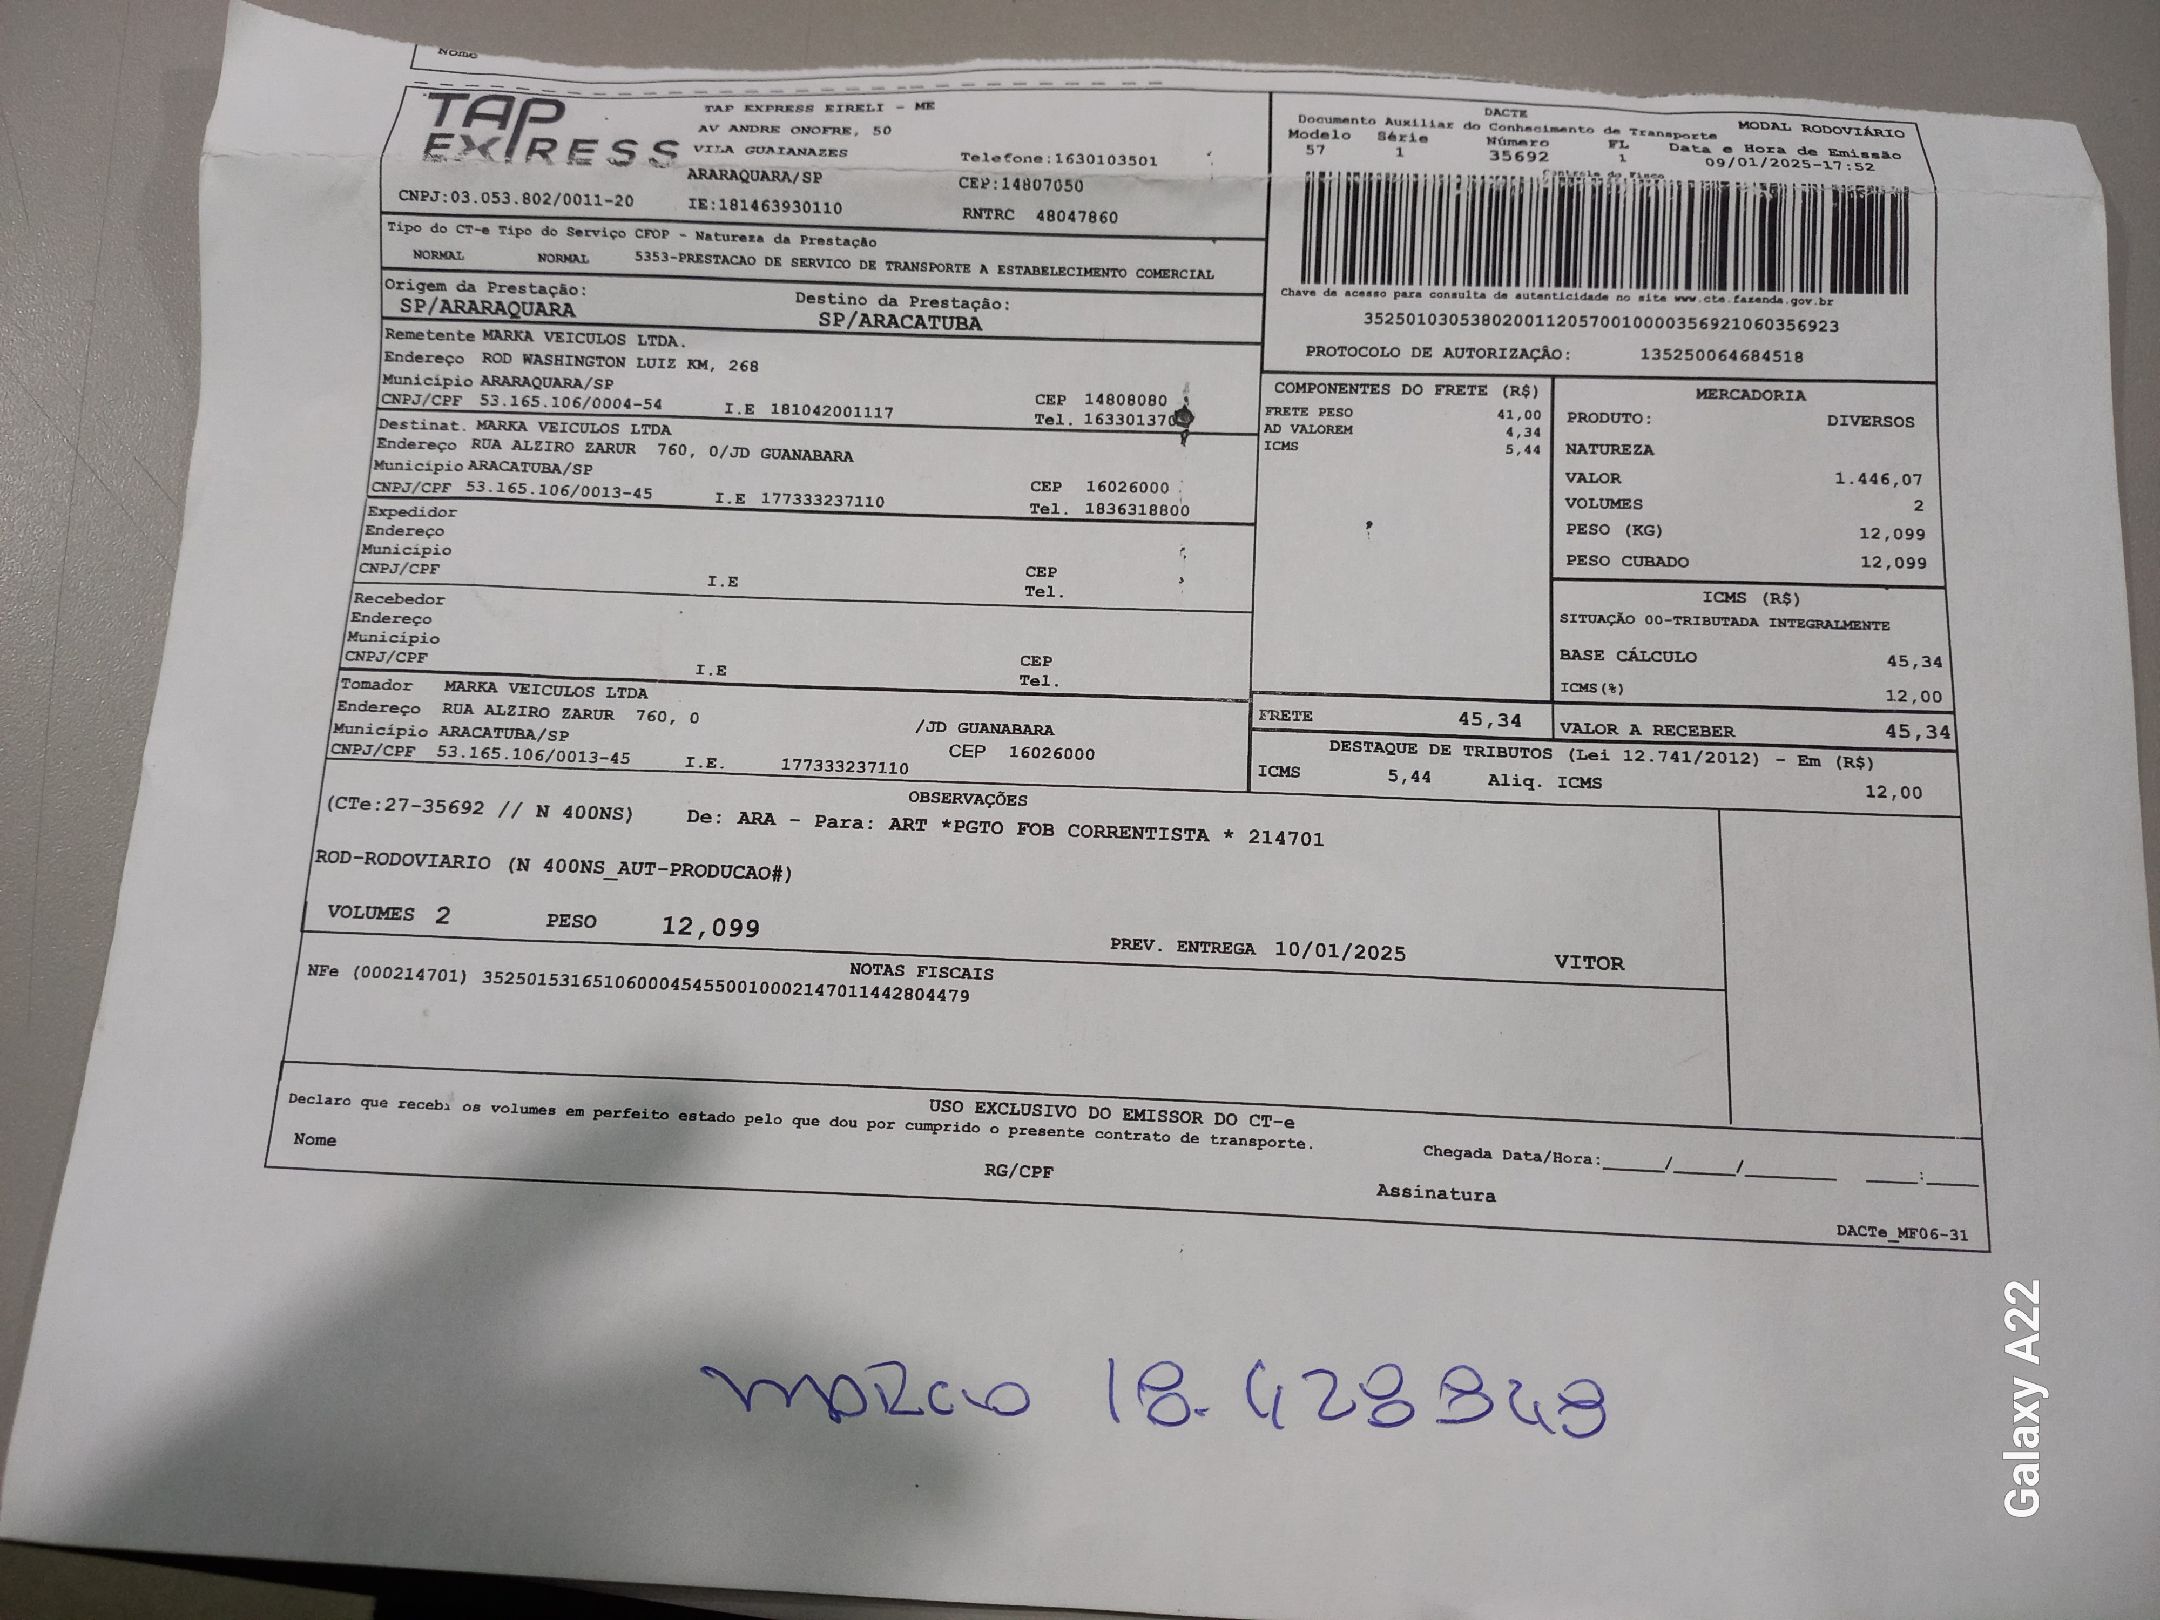 Nome
TAP EXPRESS
TAP EXPRESS EIRELI - ME
AV ANDRE ONOFRE, 50
VILA GUAIANAZES
Telefone:1630103501
ARARAQUARA/SP
CEP:14807050
CNPJ:03.053.802/0011-20
IE:181463930110
RNTRC 48047860
DACTE
Documento Auxiliar do Conhecimento de Transporte
MODAL RODOVIÁRIO
Modelo Série Número FL Data e Hora de Emissão
57 1 35692 1 09/01/2025-17:52
Controle do Fisco
Chave de acesso para consulta de autenticidade no site www.cte.fazenda.gov.br
35250103053802001120570010000356921060356923
PROTOCOLO DE AUTORIZAÇÃO: 135250064684518
Tipo do CT-e Tipo do Serviço CFOP - Natureza da Prestação
NORMAL NORMAL 5353-PRESTACAO DE SERVICO DE TRANSPORTE A ESTABELECIMENTO COMERCIAL
Origem da Prestação: Destino da Prestação:
SP/ARARAQUARA SP/ARACATUBA
Remetente MARKA VEICULOS LTDA.
Endereço ROD WASHINGTON LUIZ KM, 268
Município ARARAQUARA/SP CEP 14808080
CNPJ/CPF 53.165.106/0004-54 I.E 181042001117 Tel. 163301370
Destinat. MARKA VEICULOS LTDA
Endereço RUA ALZIRO ZARUR 760, 0/JD GUANABARA
Município ARACATUBA/SP CEP 16026000
CNPJ/CPF 53.165.106/0013-45 I.E 177333237110 Tel. 1836318800
Expedidor
Endereço
Município CEP
CNPJ/CPF I.E Tel.
Recebedor
Endereço
Município CEP
CNPJ/CPF I.E Tel.
Tomador MARKA VEICULOS LTDA
Endereço RUA ALZIRO ZARUR 760, 0 /JD GUANABARA
Município ARACATUBA/SP CEP 16026000
CNPJ/CPF 53.165.106/0013-45 I.E. 177333237110
COMPONENTES DO FRETE (R$)
FRETE PESO 41,00
AD VALOREM 4,34
ICMS 5,44
MERCADORIA
PRODUTO: DIVERSOS
NATUREZA
VALOR 1.446,07
VOLUMES 2
PESO (KG) 12,099
PESO CUBADO 12,099
ICMS (R$)
SITUAÇÃO 00-TRIBUTADA INTEGRALMENTE
BASE CÁLCULO 45,34
ICMS(%) 12,00
FRETE 45,34 VALOR A RECEBER 45,34
DESTAQUE DE TRIBUTOS (Lei 12.741/2012) - Em (R$)
ICMS 5,44 Aliq. ICMS 12,00
OBSERVAÇÕES
(CTe:27-35692 // N 400NS) De: ARA - Para: ART *PGTO FOB CORRENTISTA * 214701
ROD-RODOVIARIO (N 400NS_AUT-PRODUCAO#)
VOLUMES 2 PESO 12,099 PREV. ENTREGA 10/01/2025 VITOR
NOTAS FISCAIS
NFe (000214701) 35250153165106000454550010002147011442804479
USO EXCLUSIVO DO EMISSOR DO CT-e
Declaro que recebi os volumes em perfeito estado pelo que dou por cumprido o presente contrato de transporte.
Chegada Data/Hora:_____/_____/_______ ____:____
Nome RG/CPF Assinatura
DACTe_MF06-31
Marcio 18.428848
Galaxy A22